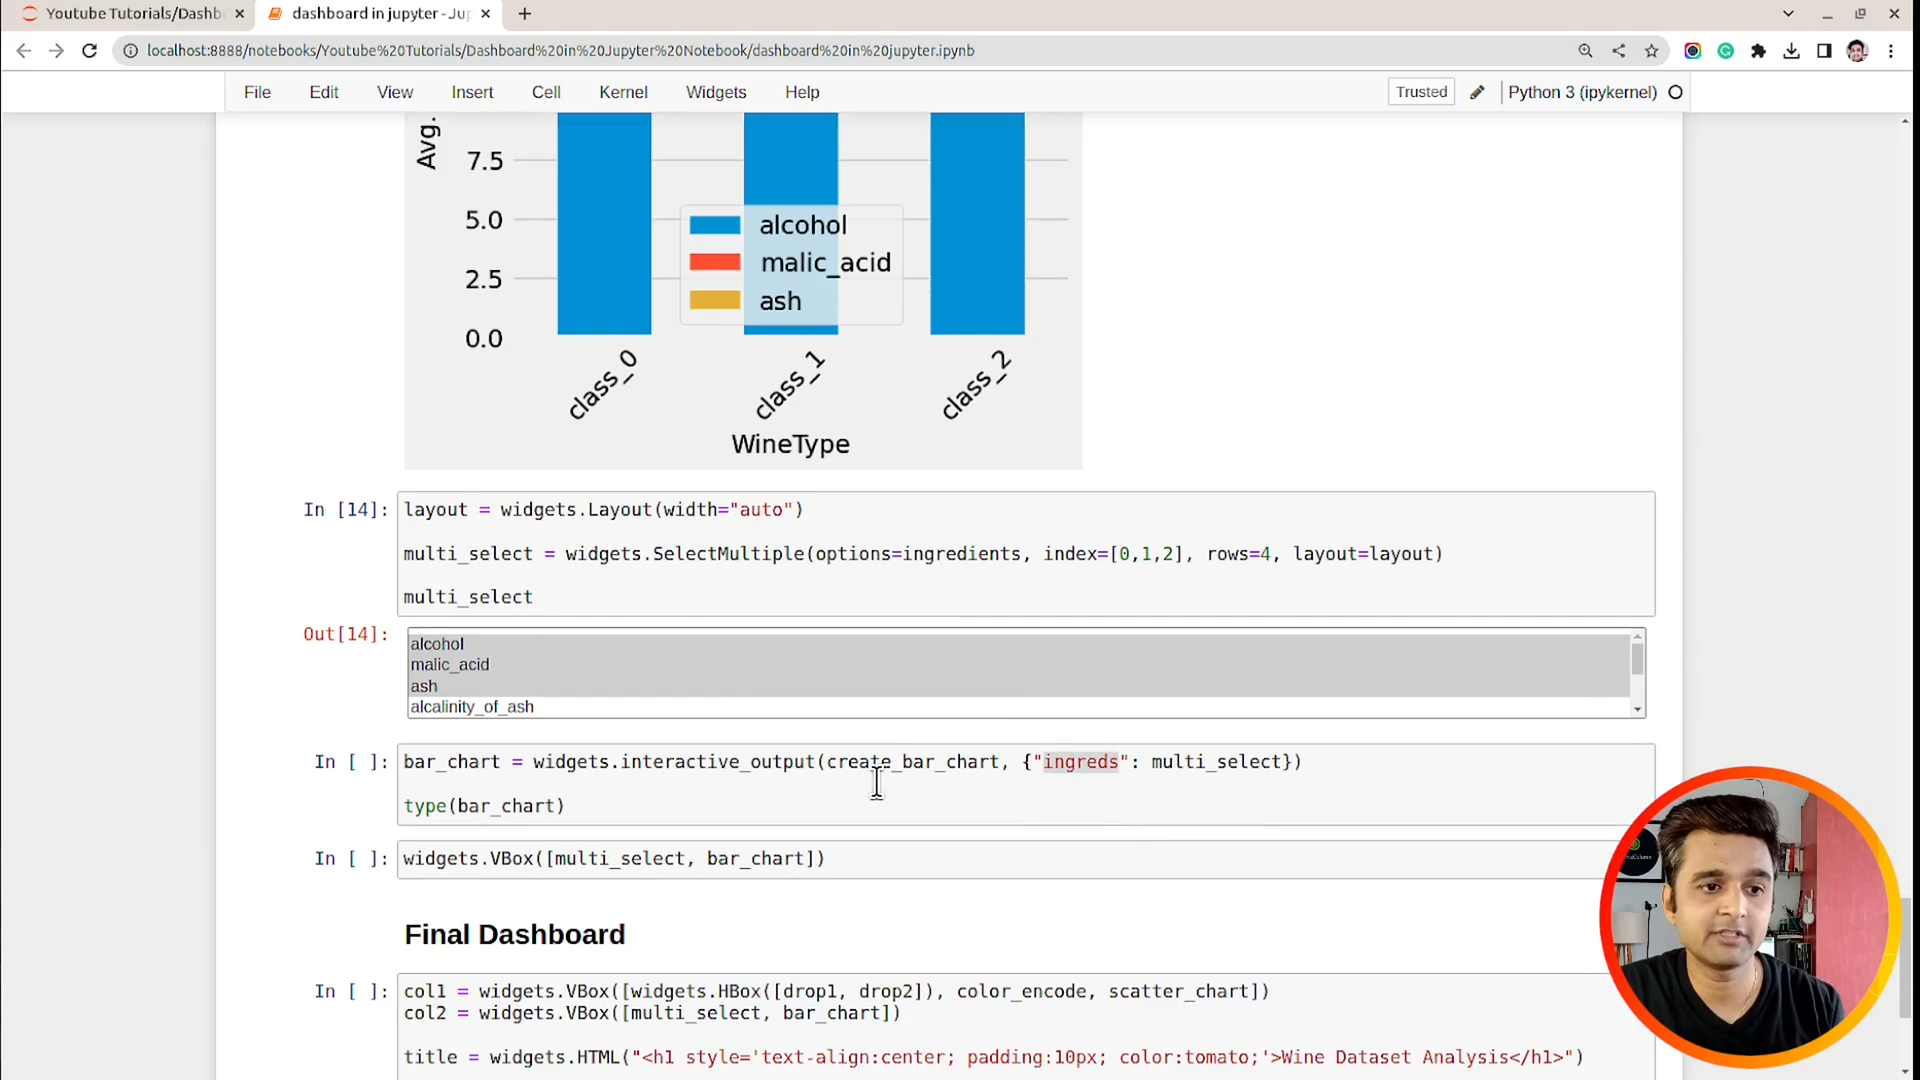 Youtube Tutorials/Dashb
dashboard in jupyter - Jup
localhost:8888/notebooks/Youtube%20Tutorials/Dashboard%20in%20Jupyter%20Notebook/dashboard%20in%20jupyter.ipynb
File Edit View Insert Cell Kernel Widgets Help
Trusted Python 3 (ipykernel)
Avg.
7.5
5.0
2.5
0.0
alcohol
malic_acid
ash
class_0 class_1 class_2
WineType
In [14]: layout = widgets.Layout(width="auto")
multi_select = widgets.SelectMultiple(options=ingredients, index=[0,1,2], rows=4, layout=layout)
multi_select
Out[14]:
alcohol
malic_acid
ash
alcalinity_of_ash
In [ ]: bar_chart = widgets.interactive_output(create_bar_chart, {"ingreds": multi_select})
type(bar_chart)
In [ ]: widgets.VBox([multi_select, bar_chart])
Final Dashboard
In [ ]: col1 = widgets.VBox([widgets.HBox([drop1, drop2]), color_encode, scatter_chart])
col2 = widgets.VBox([multi_select, bar_chart])
title = widgets.HTML("<h1 style='text-align:center; padding:10px; color:tomato;'>Wine Dataset Analysis</h1>")